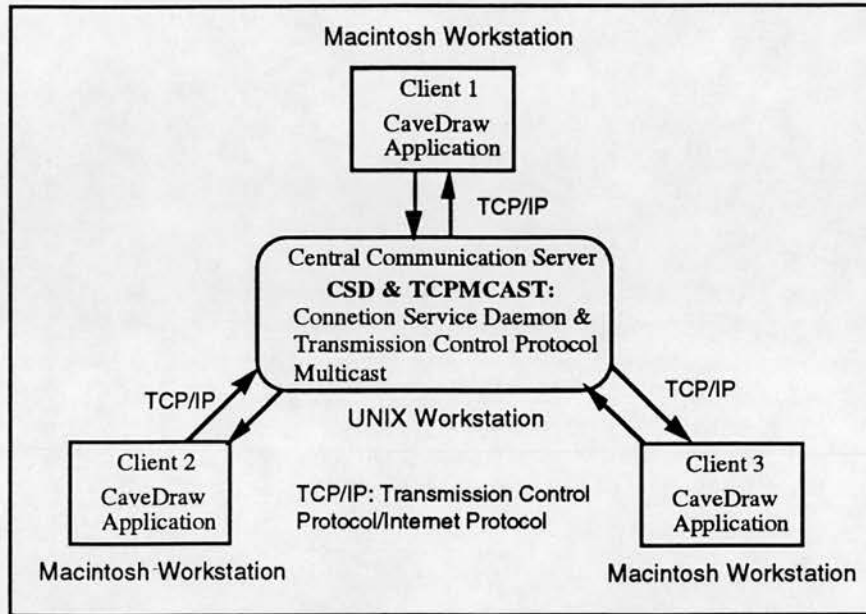 Macintosh Workstation
Client 1
CaveDraw
Application
TCP/IP
Central Communication Server
CSD & TCPMCAST:
Connetion Service Daemon &
Transmission Control Protocol
Multicast
TCP/IP
TCP/IP
UNIX Workstation
Client 2
CaveDraw
Application
TCP/IP: Transmission Control
Protocol/Internet Protocol
Client 3
CaveDraw
Application
Macintosh Workstation
Macintosh Workstation